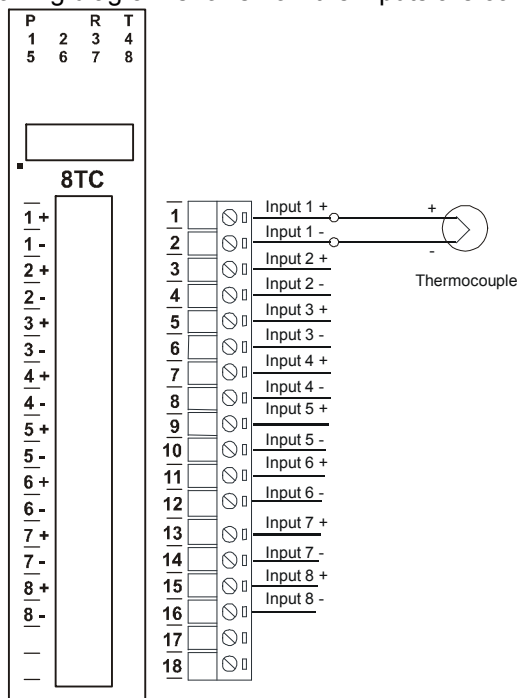 P R T
1 2 3 4
5 6 7 8
8TC
1 +
1 -
2 +
2 -
3 +
3 -
4 +
4 -
5 +
5 -
6 +
6 -
7 +
7 -
8 +
8 -
1 Input 1 + +
2 Input 1 - -
3 Input 2 +
4 Input 2 -
5 Input 3 +
6 Input 3 -
7 Input 4 +
8 Input 4 -
9 Input 5 +
10 Input 5 -
11 Input 6 +
12 Input 6 -
13 Input 7 +
14 Input 7 -
15 Input 8 +
16 Input 8 -
17
18
Thermocouple